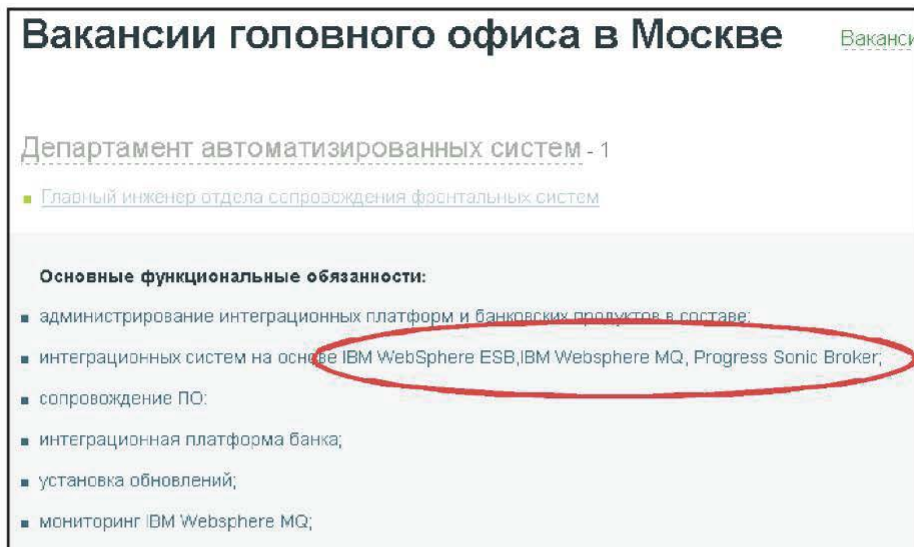 Вакансии головного офиса в Москве Ваканси
Департамент автоматизированных систем - 1
Главный инженер отдела сопровождения фронтальных систем
Основные функциональные обязанности:
администрирование интеграционных платформ и банковских продуктов в составе:
интеграционных систем на основе IBM WebSphere ESB,IBM Websphere MQ, Progress Sonic Broker;
сопровождение ПО:
интеграционная платформа банка;
установка обновлений;
мониторинг IBM Websphere MQ;